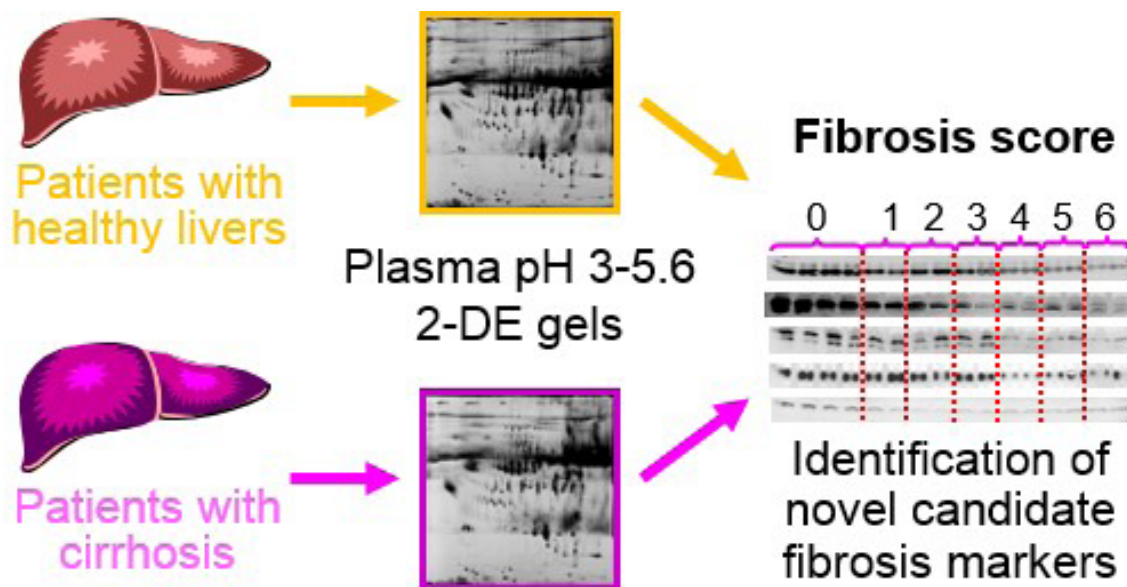 Patients with
healthy livers
Plasma pH 3-5.6
2-DE gels
Patients with
cirrhosis
Fibrosis score
0 1 2 3 4 5 6
Identification of
novel candidate
fibrosis markers